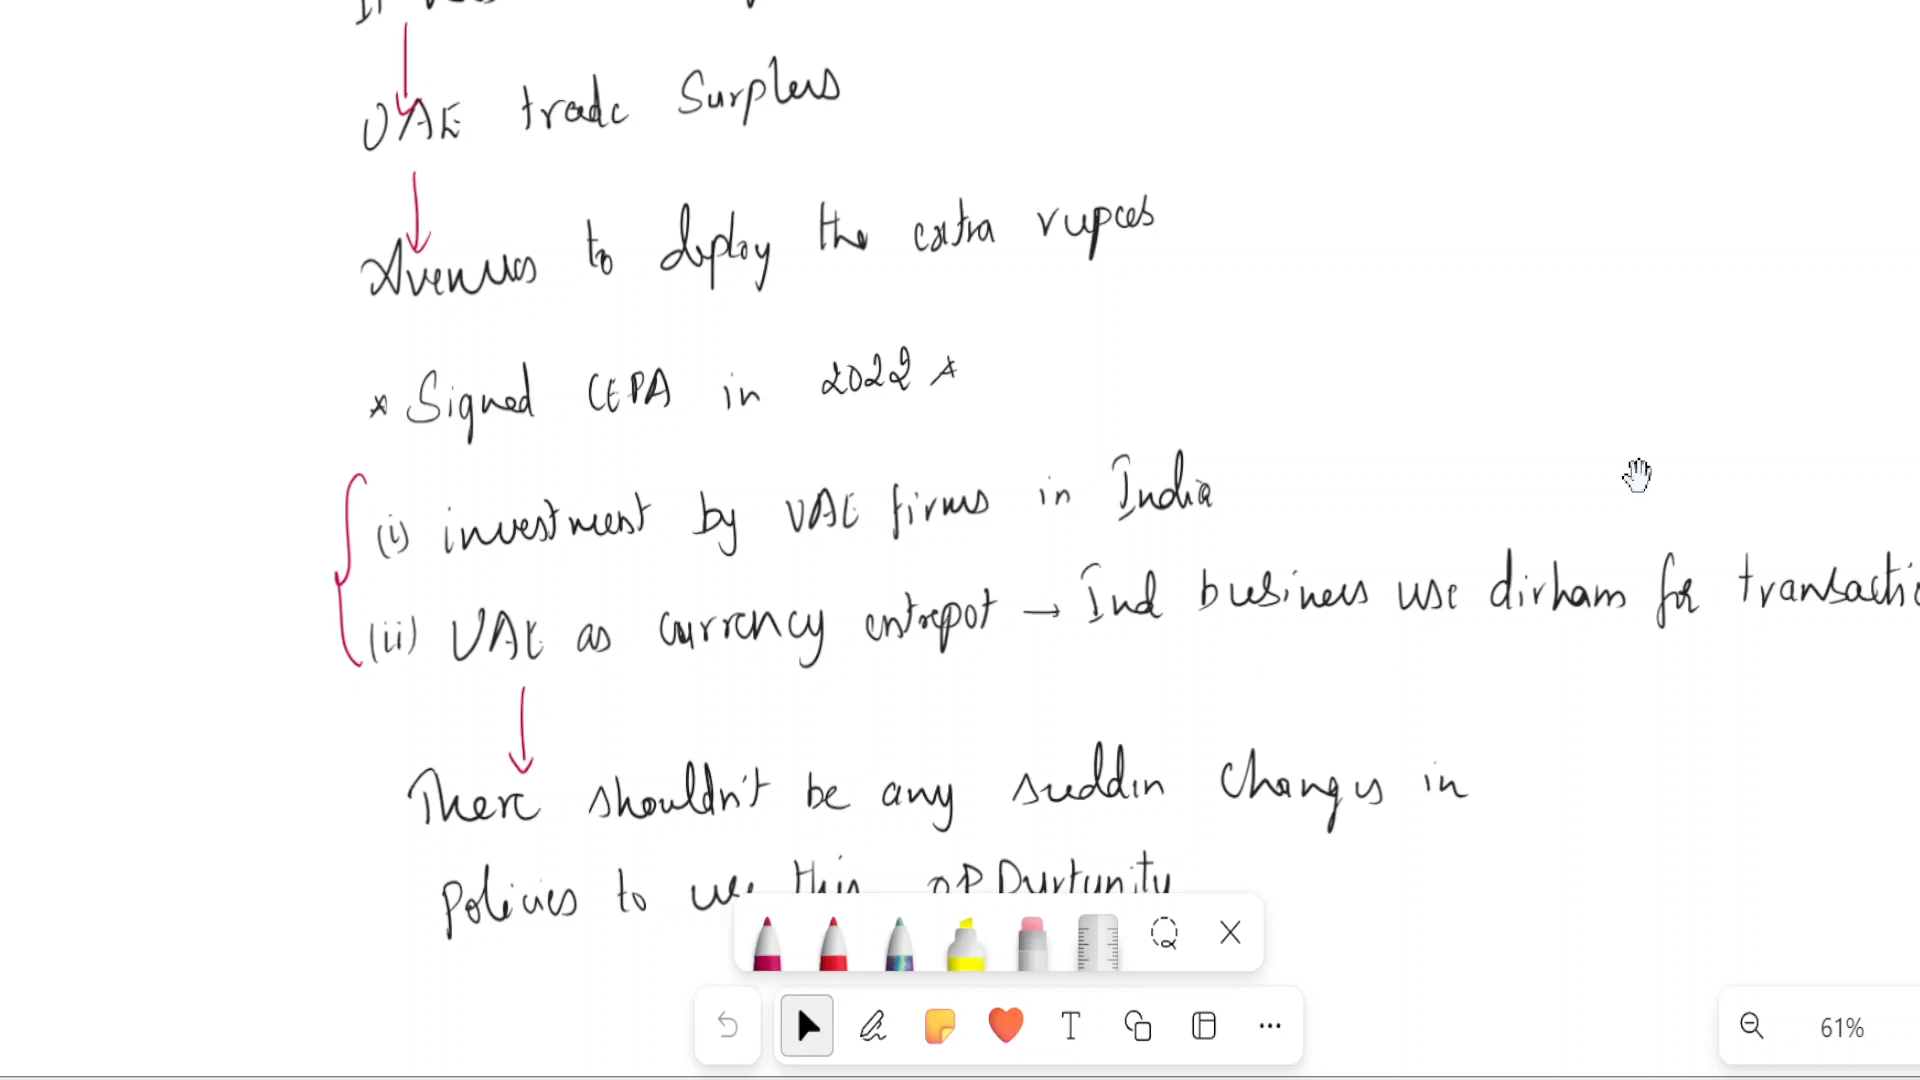 UAE trade Surplus
Avenues to deploy the extra rupees
* Signed CEPA in 2022 *
(i) investment by UAE firms in India
(ii) UAE as currency entrepot → Ind business use dirham for transactio
There shouldn't be any sudden changes in
policies to use this opportunity
T
61%